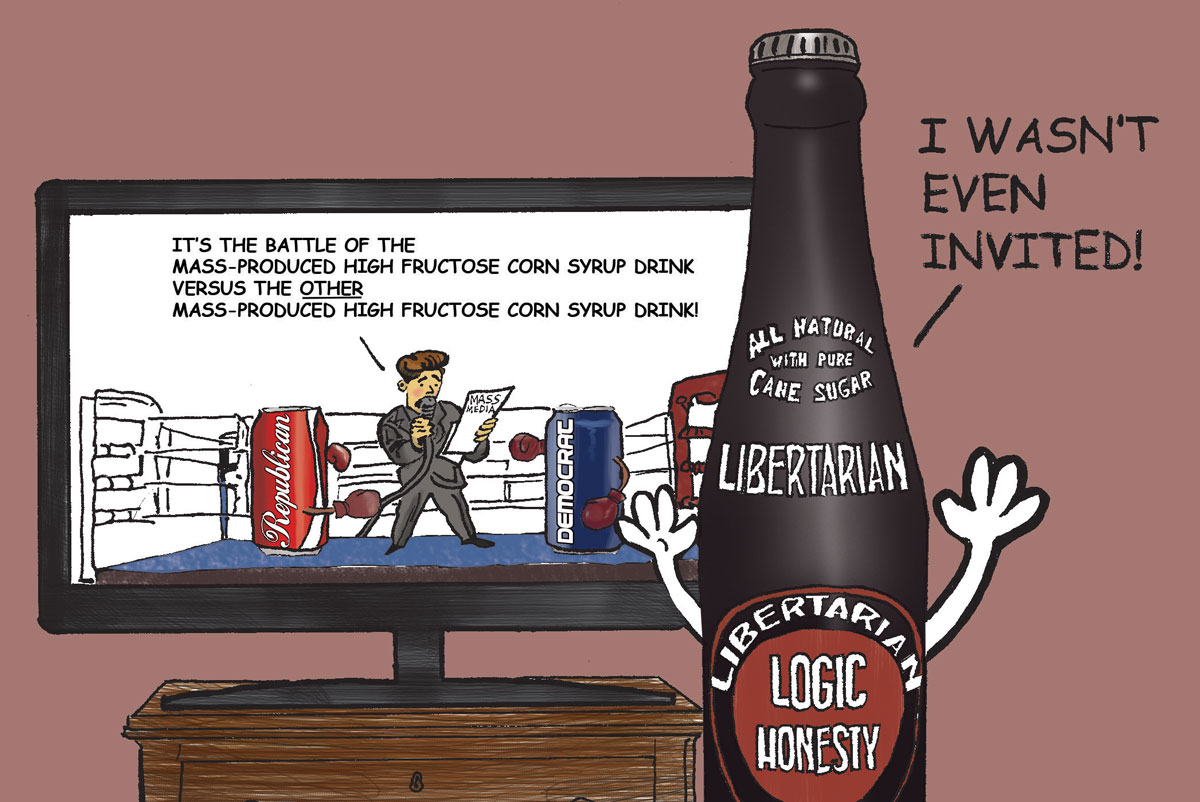 I WASN'T
EVEN
INVITED!
IT'S THE BATTLE OF THE
MASS-PRODUCED HIGH FRUCTOSE CORN SYRUP DRINK
VERSUS THE OTHER
MASS-PRODUCED HIGH FRUCTOSE CORN SYRUP DRINK!
MASS
MEDIA
Republican
DEMOCRAT
ALL NATURAL
WITH PURE
CANE SUGAR
LIBERTARIAN
LIBERTARIAN
LOGIC
HONESTY